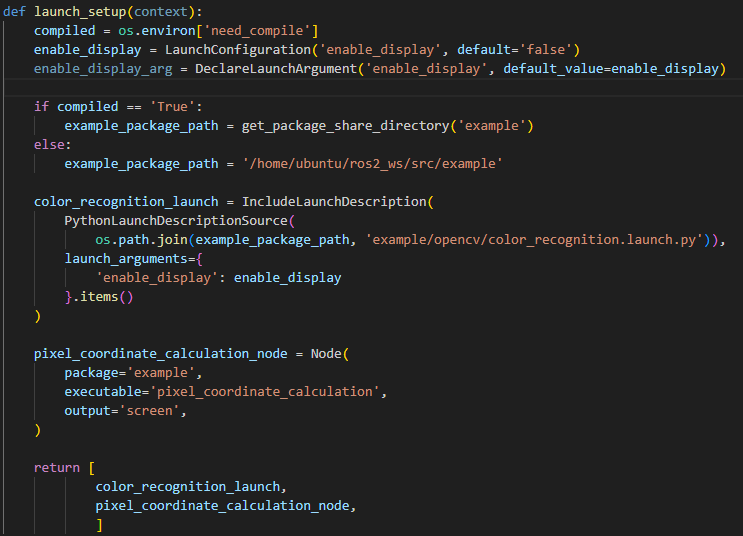 def launch_setup(context):
    compiled = os.environ['need_compile']
    enable_display = LaunchConfiguration('enable_display', default='false')
    enable_display_arg = DeclareLaunchArgument('enable_display', default_value=enable_display)

    if compiled == 'True':
        example_package_path = get_package_share_directory('example')
    else:
        example_package_path = '/home/ubuntu/ros2_ws/src/example'

    color_recognition_launch = IncludeLaunchDescription(
        PythonLaunchDescriptionSource(
            os.path.join(example_package_path, 'example/opencv/color_recognition.launch.py')),
        launch_arguments={
            'enable_display': enable_display
        }.items()
    )

    pixel_coordinate_calculation_node = Node(
        package='example',
        executable='pixel_coordinate_calculation',
        output='screen',
    )

    return [
            color_recognition_launch,
            pixel_coordinate_calculation_node,
            ]